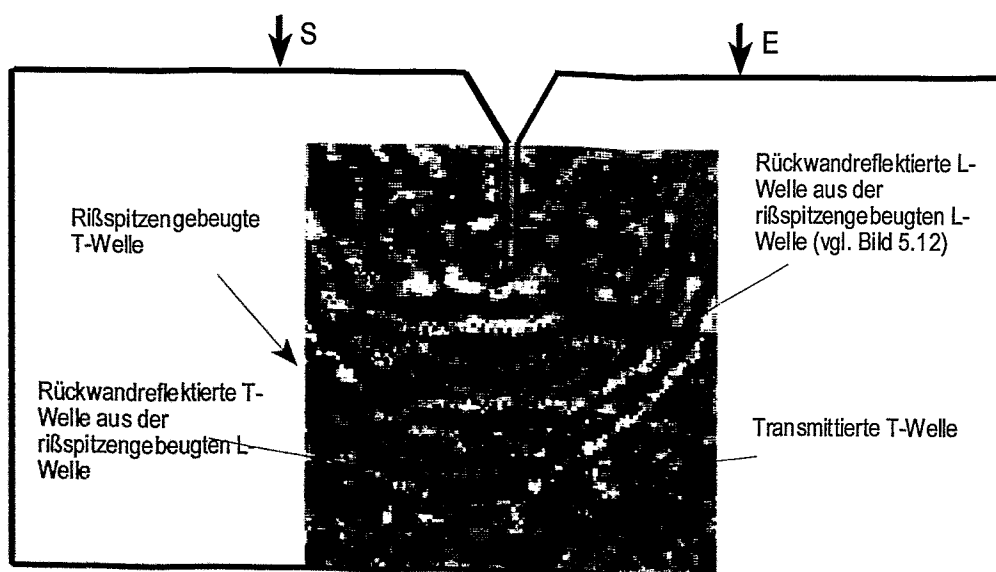 S
E
Rißspitzengebeugte
T-Welle
Rückwandreflektierte L-
Welle aus der
rißspitzengebeugten L-
Welle (vgl. Bild 5.12)
Rückwandreflektierte T-
Welle aus der
rißspitzengebeugten L-
Welle
Transmittierte T-Welle